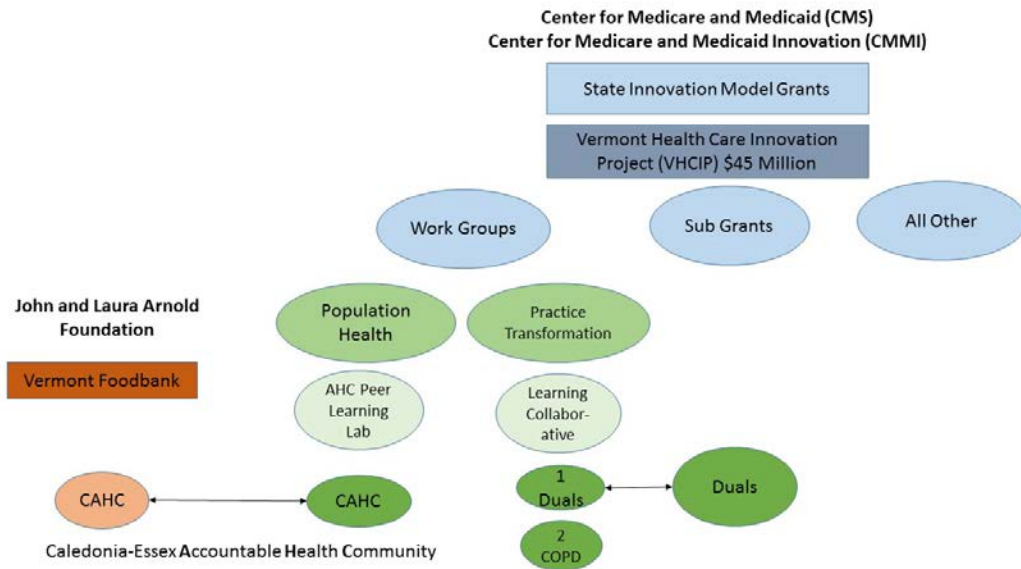 Center for Medicare and Medicaid (CMS)
Center for Medicare and Medicaid Innovation (CMMI)
State Innovation Model Grants
Vermont Health Care Innovation
Project (VHCIP) $45 Million
Work Groups
Sub Grants
All Other
John and Laura Arnold
Foundation
Population
Health
Practice
Transformation
Vermont Foodbank
AHC Peer
Learning
Lab
Learning
Collabor-
ative
CAHC
CAHC
1
Duals
Duals
2
COPD
Caledonia-Essex Accountable Health Community